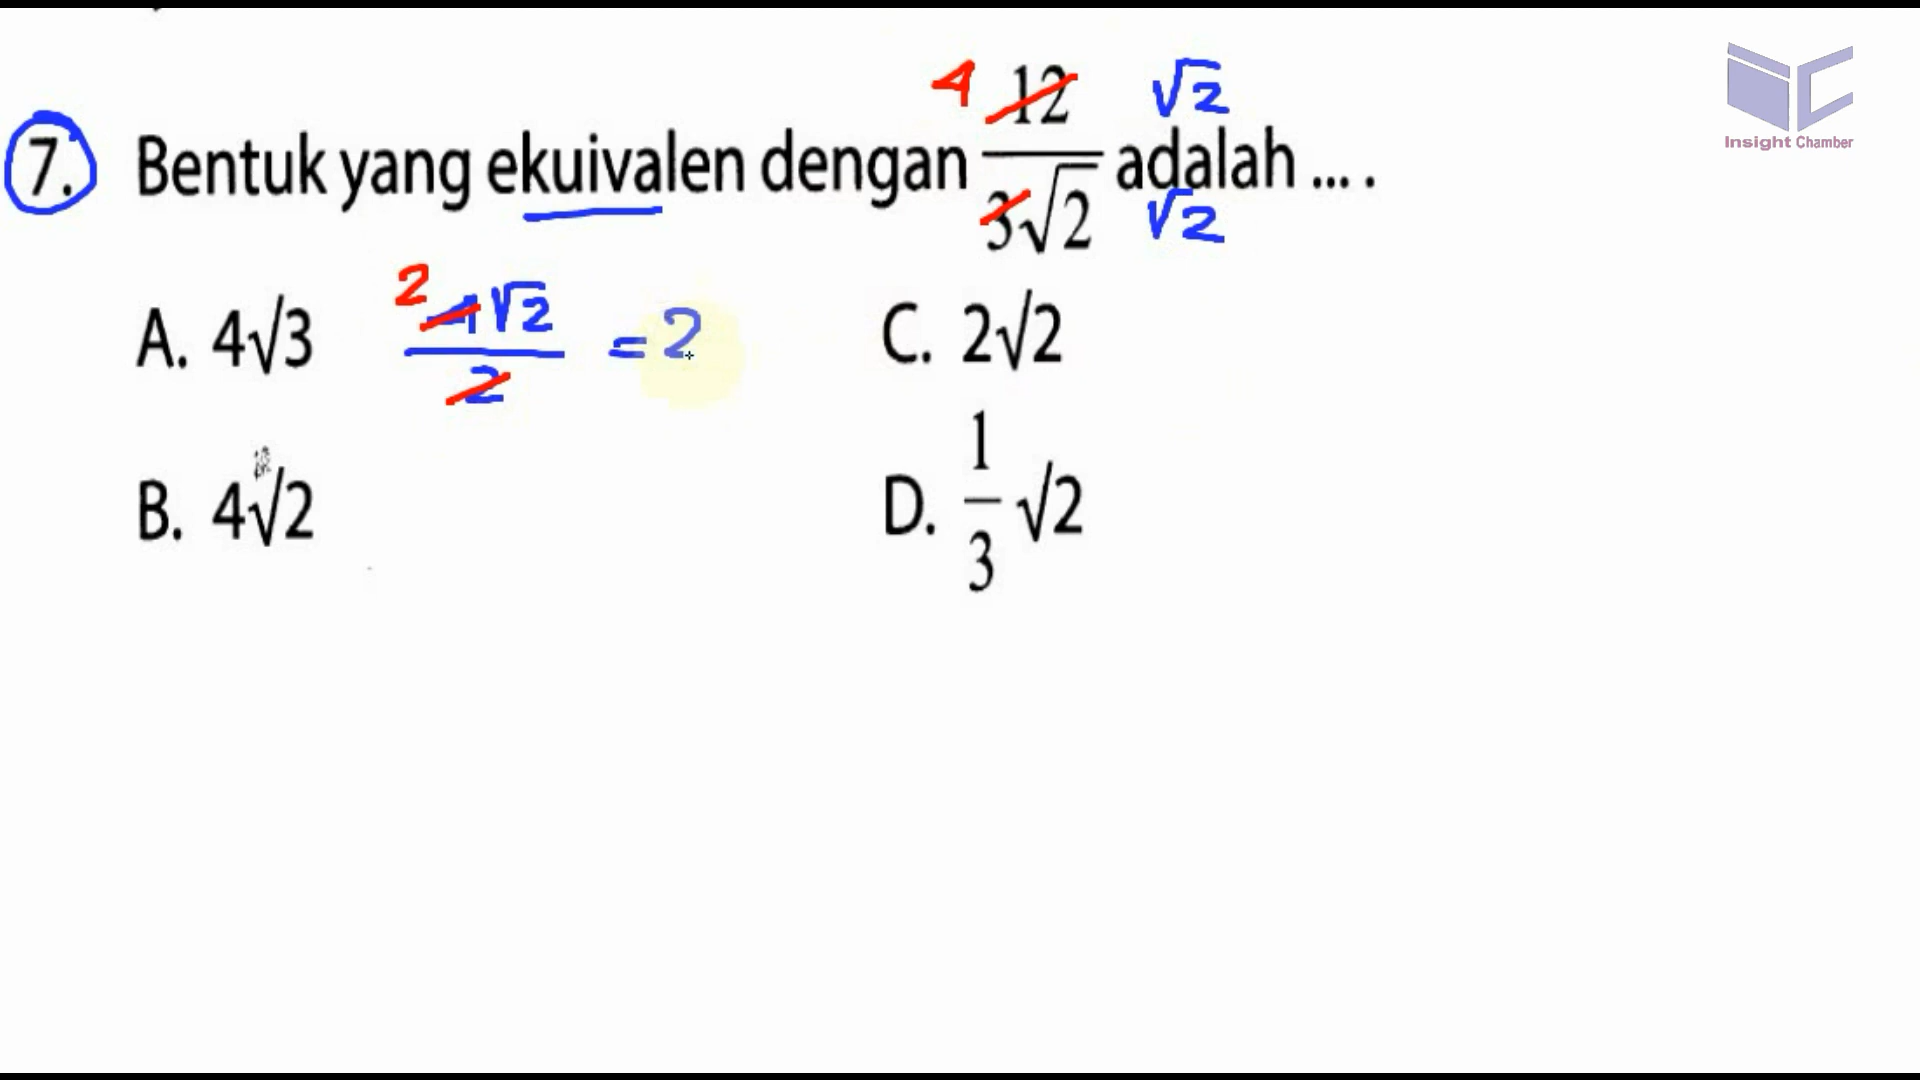 Insight Chamber
7. Bentuk yang ekuivalen dengan 12/3√2 adalah ... .
4 √2
√2
A. 4√3
2 4√2/2 = 2
C. 2√2
B. 4√2
D. 1/3 √2